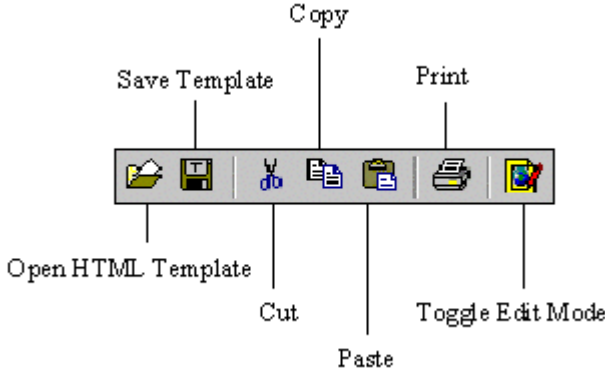 Copy
Save Template
Print
T
Open HTML Template
Cut
Toggle Edit Mode
Paste